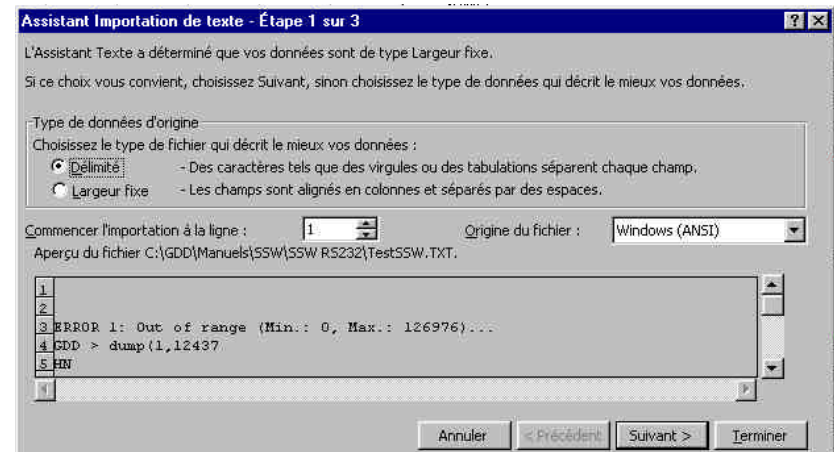 Assistant Importation de texte - Étape 1 sur 3
L'Assistant Texte a déterminé que vos données sont de type Largeur fixe.
Si ce choix vous convient, choisissez Suivant, sinon choisissez le type de données qui décrit le mieux vos données.
Type de données d'origine
Choisissez le type de fichier qui décrit le mieux vos données :
Délimité - Des caractères tels que des virgules ou des tabulations séparent chaque champ.
Largeur fixe - Les champs sont alignés en colonnes et séparés par des espaces.
Commencer l'importation à la ligne : 1 Origine du fichier : Windows (ANSI)
Aperçu du fichier C:\GDD\Manuels\SSW\SSW RS232\TestSSW.TXT.
1
2
3 ERROR 1: Out of range (Min.: 0, Max.: 126976)...
4 GDD > dump(1,12437
5 HN
Annuler < Précédent Suivant > Terminer